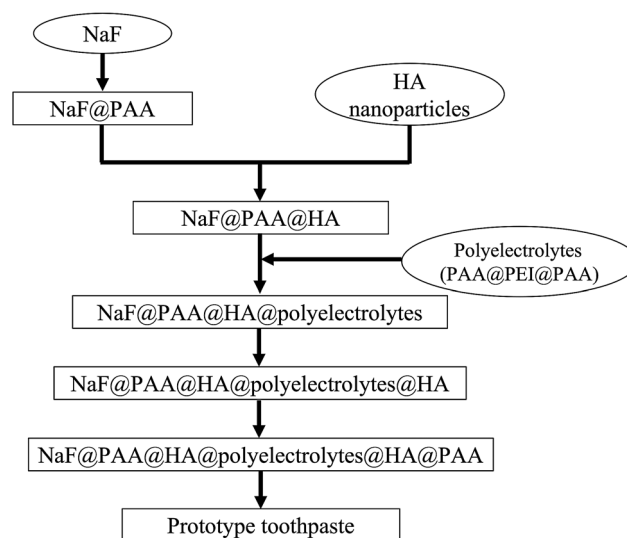 NaF
NaF@PAA
HA
nanoparticles
NaF@PAA@HA
Polyelectrolytes
(PAA@PEI@PAA)
NaF@PAA@HA@polyelectrolytes
NaF@PAA@HA@polyelectrolytes@HA
NaF@PAA@HA@polyelectrolytes@HA@PAA
Prototype toothpaste